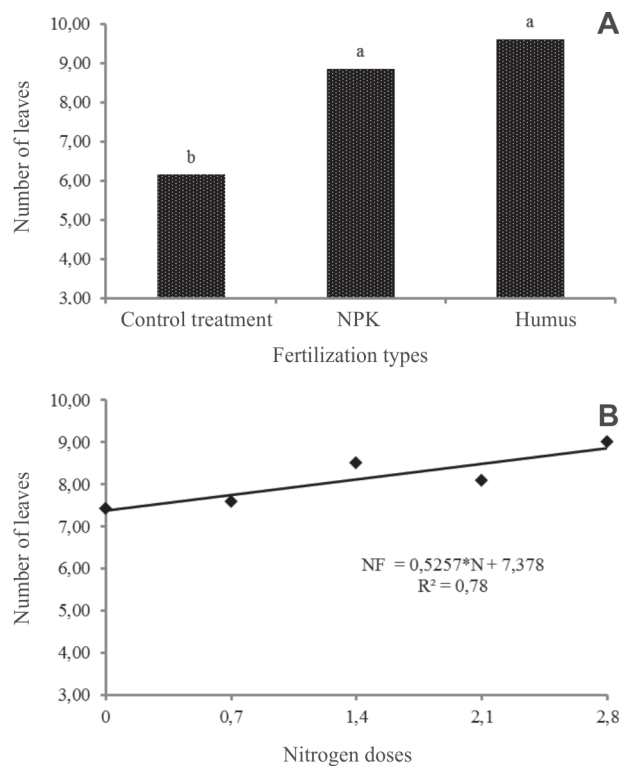 A
10,00
9,00
8,00
7,00
6,00
5,00
4,00
3,00
Number of leaves
b
a
a
Control treatment NPK Humus
Fertilization types
B
10,00
9,00
8,00
7,00
6,00
5,00
4,00
3,00
Number of leaves
NF = 0,5257*N + 7,378
R² = 0,78
0 0,7 1,4 2,1 2,8
Nitrogen doses